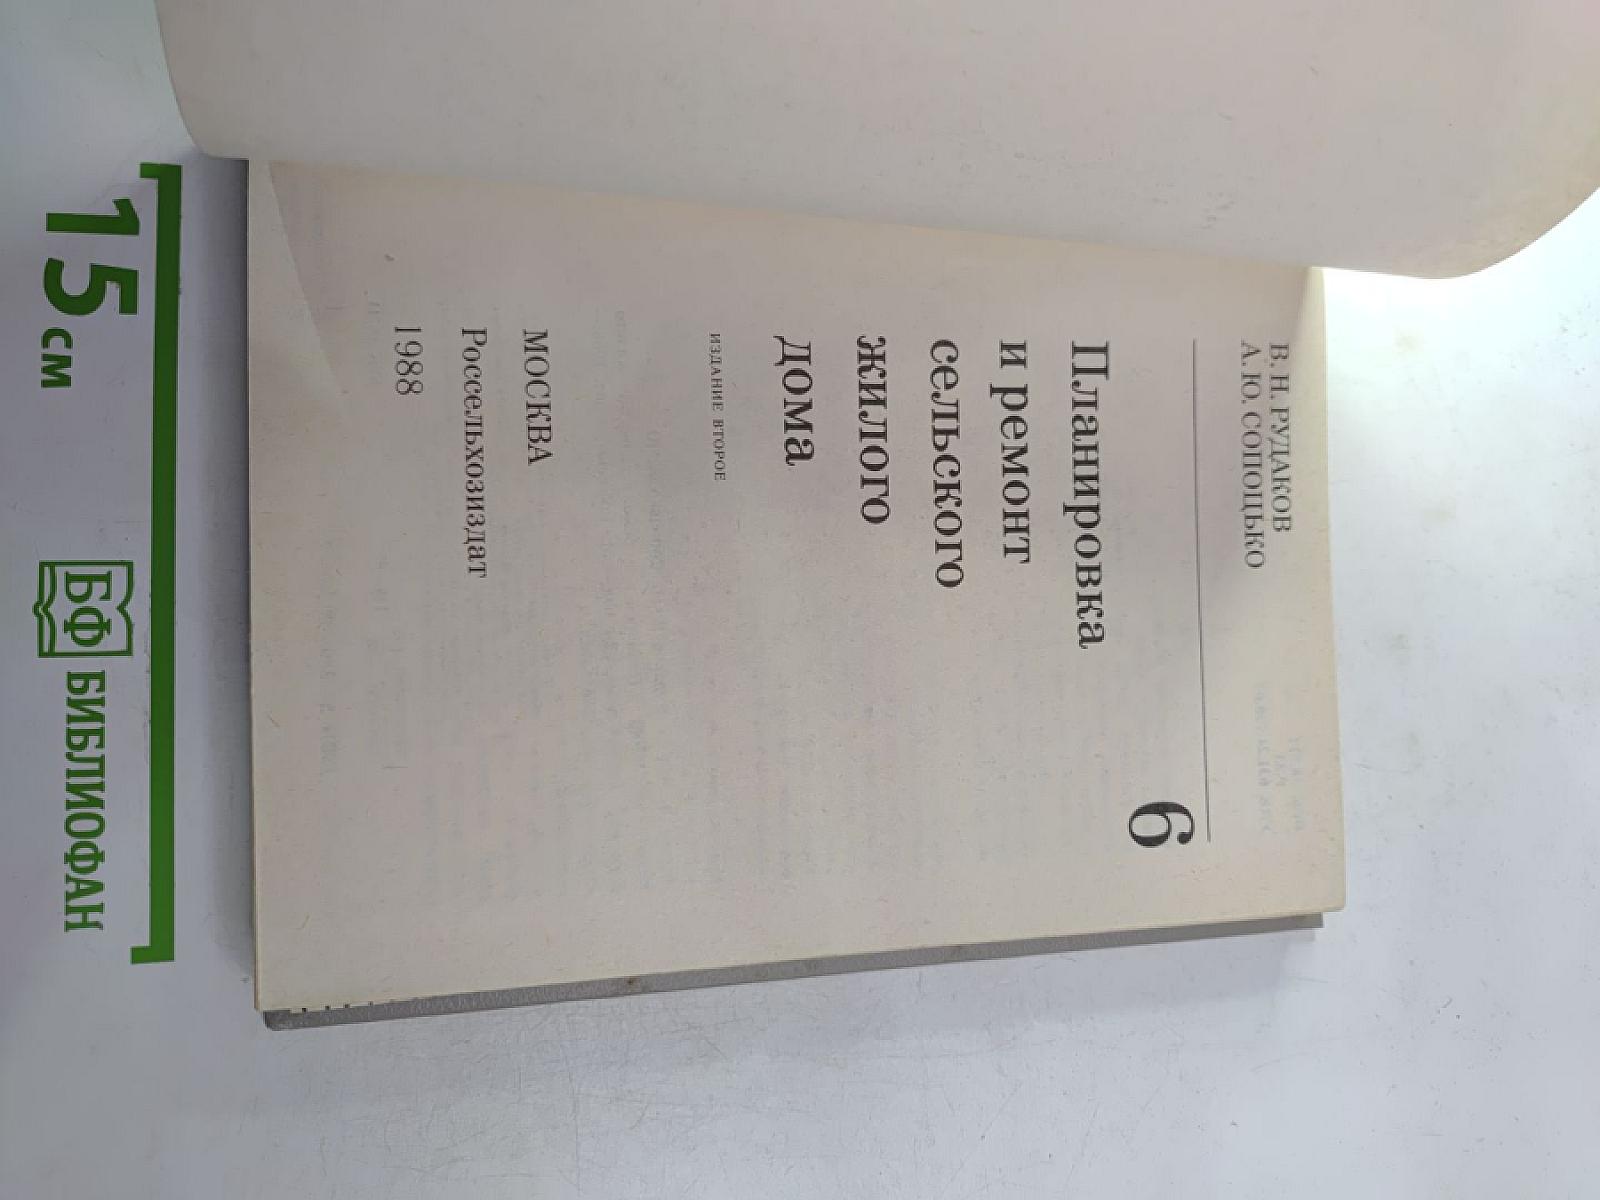 В. Н. РУДАКОВ
А. Ю. СОПОЦЬКО
6
Планировка
и ремонт
сельского
жилого
дома
ИЗДАНИЕ ВТОРОЕ
МОСКВА
Россельхозиздат
1988
15 см
БФ БИБЛИОФАН